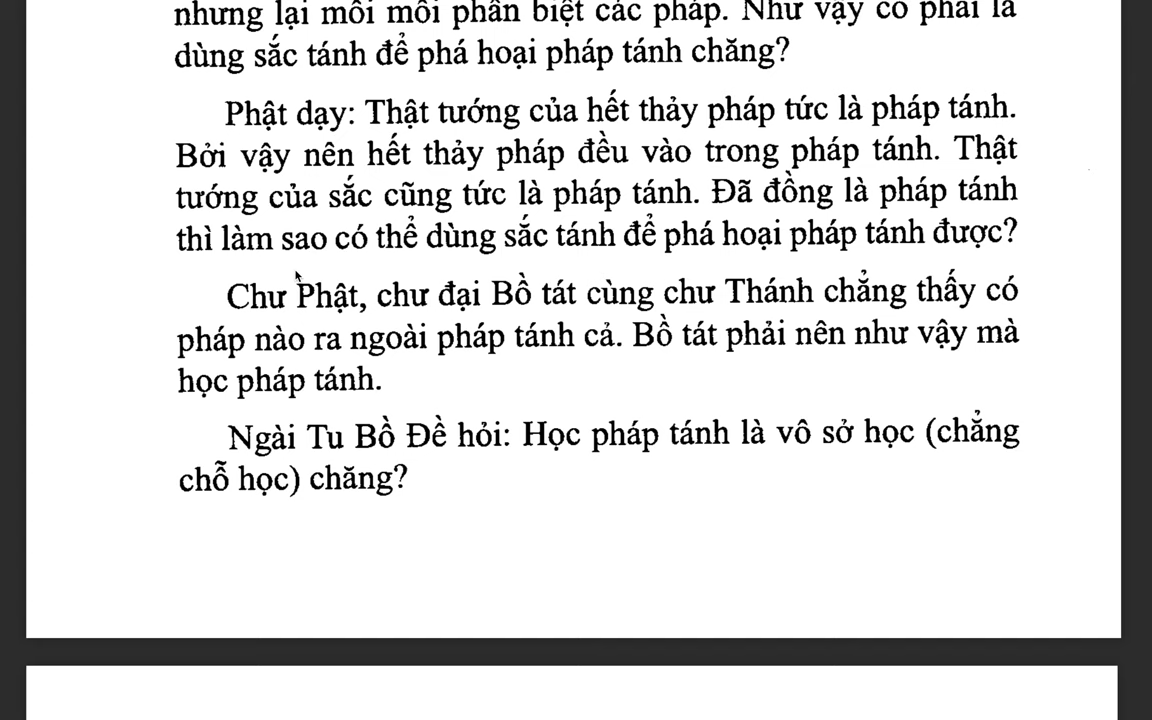 nhưng lại mỗi mỗi phân biệt các pháp. Như vậy có phải là
dùng sắc tánh để phá hoại pháp tánh chăng?
Phật dạy: Thật tướng của hết thảy pháp tức là pháp tánh.
Bởi vậy nên hết thảy pháp đều vào trong pháp tánh. Thật
tướng của sắc cũng tức là pháp tánh. Đã đồng là pháp tánh
thì làm sao có thể dùng sắc tánh để phá hoại pháp tánh được?
Chư Phật, chư đại Bồ tát cùng chư Thánh chẳng thấy có
pháp nào ra ngoài pháp tánh cả. Bồ tát phải nên như vậy mà
học pháp tánh.
Ngài Tu Bồ Đề hỏi: Học pháp tánh là vô sở học (chẳng
chỗ học) chăng?